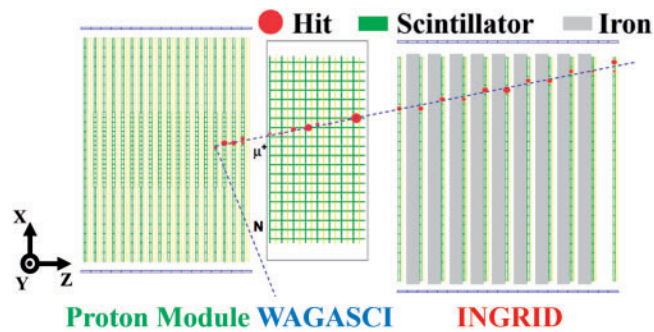 Hit Scintillator Iron
μ+
N
X
Y Z
Proton Module WAGASCI INGRID